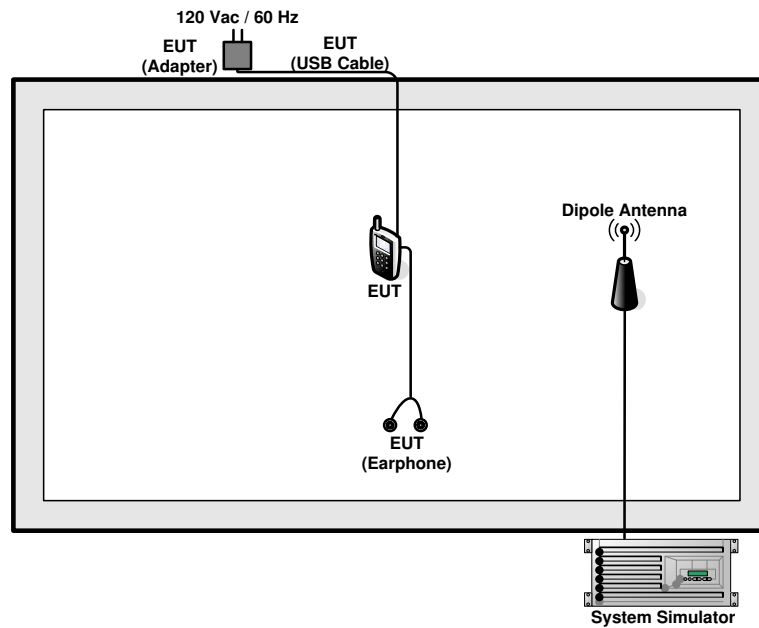 120 Vac / 60 Hz
EUT
(Adapter)
EUT
(USB Cable)
Dipole Antenna
EUT
EUT
(Earphone)
System Simulator